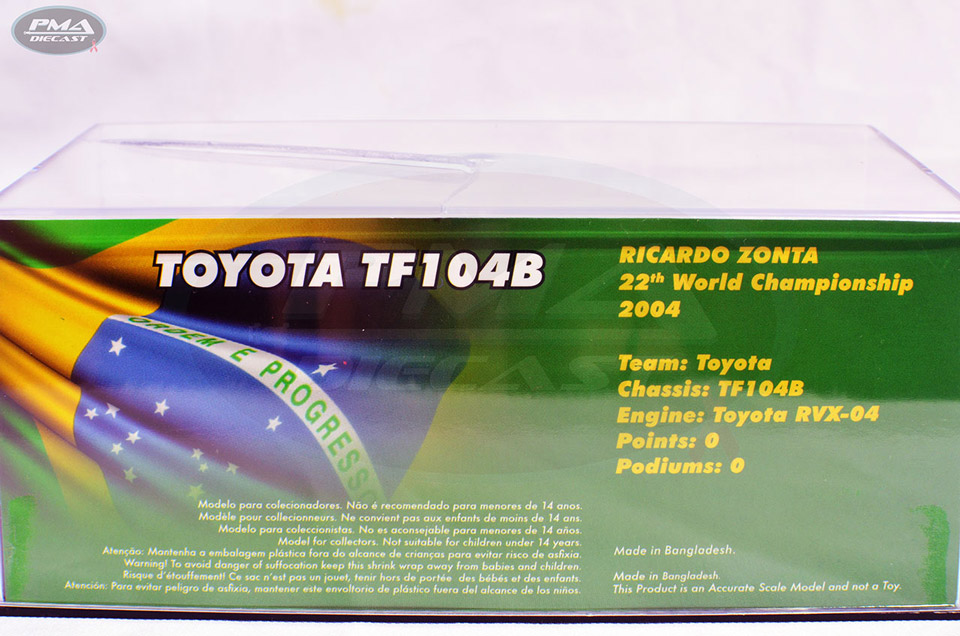 PMA
DIECAST
TOYOTA TF104B
RICARDO ZONTA
22th World Championship
2004
Team: Toyota
Chassis: TF104B
Engine: Toyota RVX-04
Points: 0
Podiums: 0
ORDEM E PROGRESSO
PMA
DIECAST
Modelo para colecionadores. Não é recomendado para menores de 14 anos.
Modèle pour collectionneurs. Ne convient pas aux enfants de moins de 14 ans.
Modelo para coleccionistas. No es aconsejable para menores de 14 años.
Model for collectors. Not suitable for children under 14 years.
Atenção: Mantenha a embalagem plástica fora do alcance de crianças para evitar risco de asfixia.
Warning! To avoid danger of suffocation keep this shrink wrap away from babies and children.
Risque d'étouffement! Ce sac n'est pas un jouet, tenir hors de portée des bébés et des enfants.
Atención: Para evitar peligro de asfixia, mantener este envoltorio de plástico fuera del alcance de los niños.
Made in Bangladesh.
Made in Bangladesh.
This Product is an Accurate Scale Model and not a Toy.